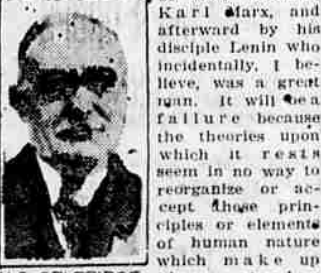 Karl Marx, and
afterward by his
disciple Lenin who
incidentally, I be-
lieve, was a great
man. It will be a
failure because
the theories upon
which it rests
seem in no way to
reorganize or ac-
cept those prin-
ciples or elements
of human nature
which make up